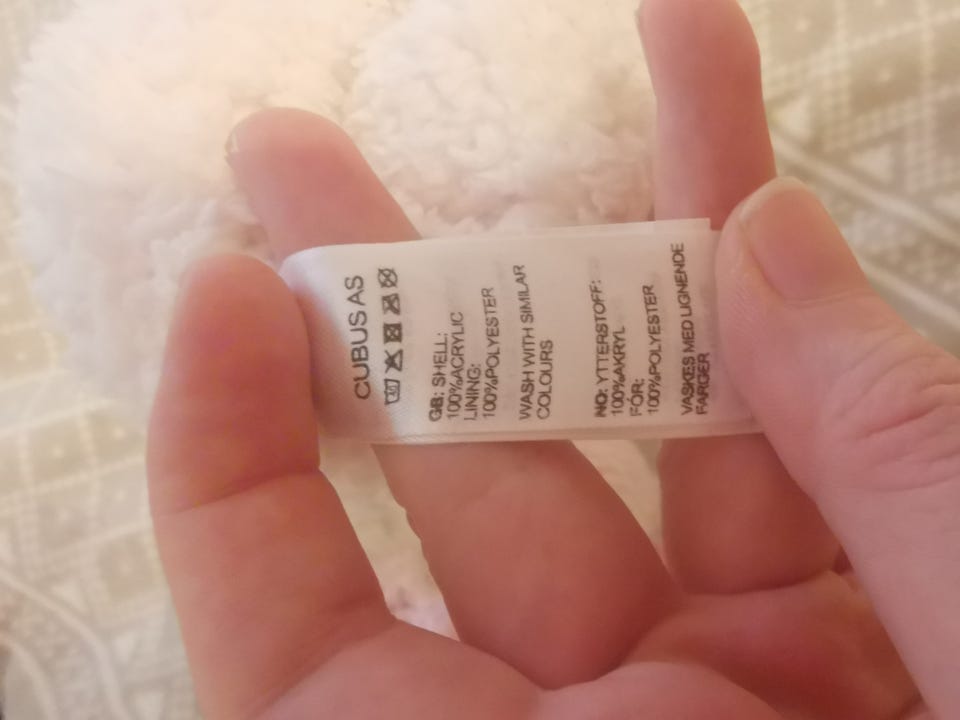 CUBUS AS
GB: SHELL:
100%ACRYLIC
LINING:
100%POLYESTER
WASH WITH SIMILAR
COLOURS
NO: YTTERSTOFF:
100%AKRYL
FÓR:
100%POLYESTER
VASKES MED LIGNENDE
FARGER